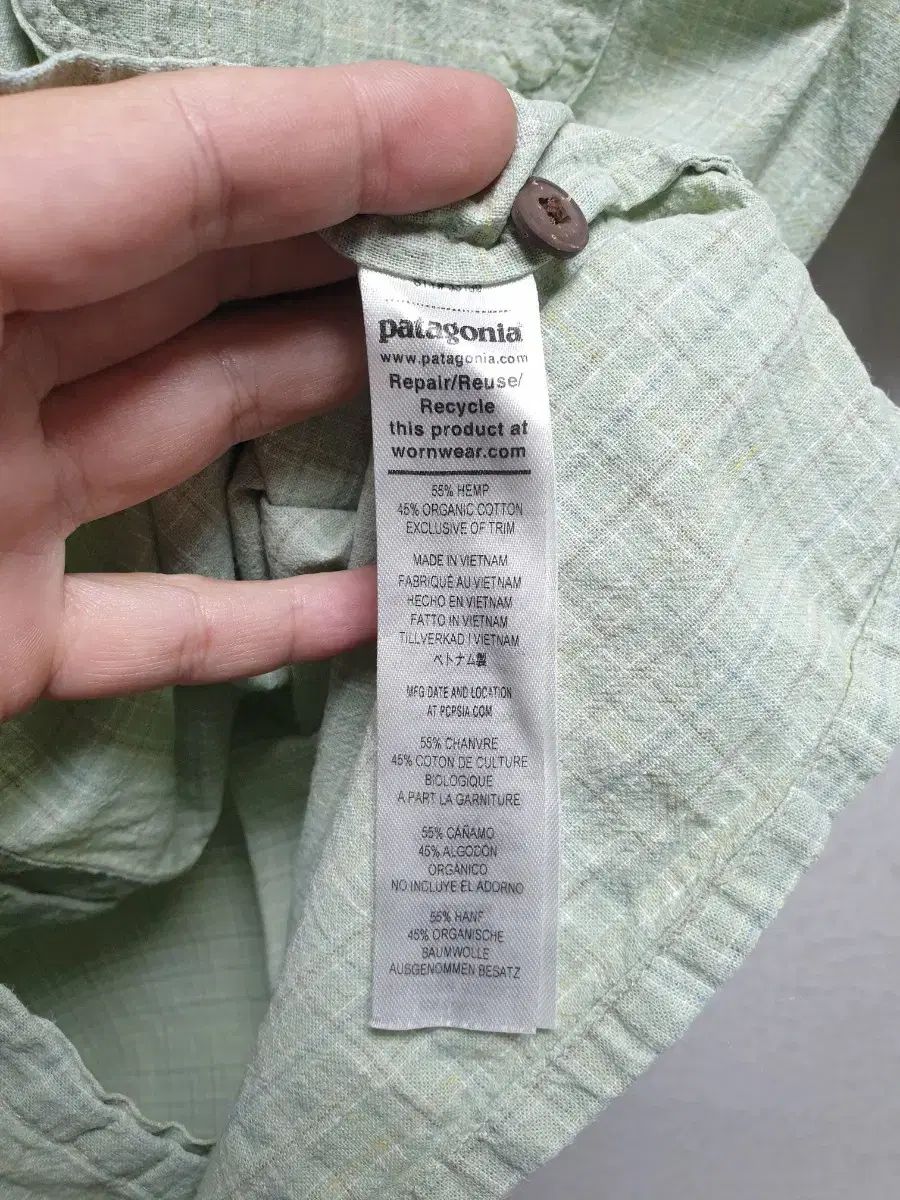 patagonia
www.patagonia.com
Repair/Reuse/
Recycle
this product at
wornwear.com
55% HEMP
45% ORGANIC COTTON
EXCLUSIVE OF TRIM
MADE IN VIETNAM
FABRIQUÉ AU VIETNAM
HECHO EN VIETNAM
FATTO IN VIETNAM
TILLVERKAD I VIETNAM
ベトナム製
MFG DATE AND LOCATION
AT PCPSIA.COM
55% CHANVRE
45% COTON DE CULTURE
BIOLOGIQUE
A PART LA GARNITURE
55% CÁÑAMO
45% ALGODÓN
ORGÁNICO
NO INCLUYE EL ADORNO
55% HANF
45% ORGANISCHE
BAUMWOLLE
AUSGENOMMEN BESATZ